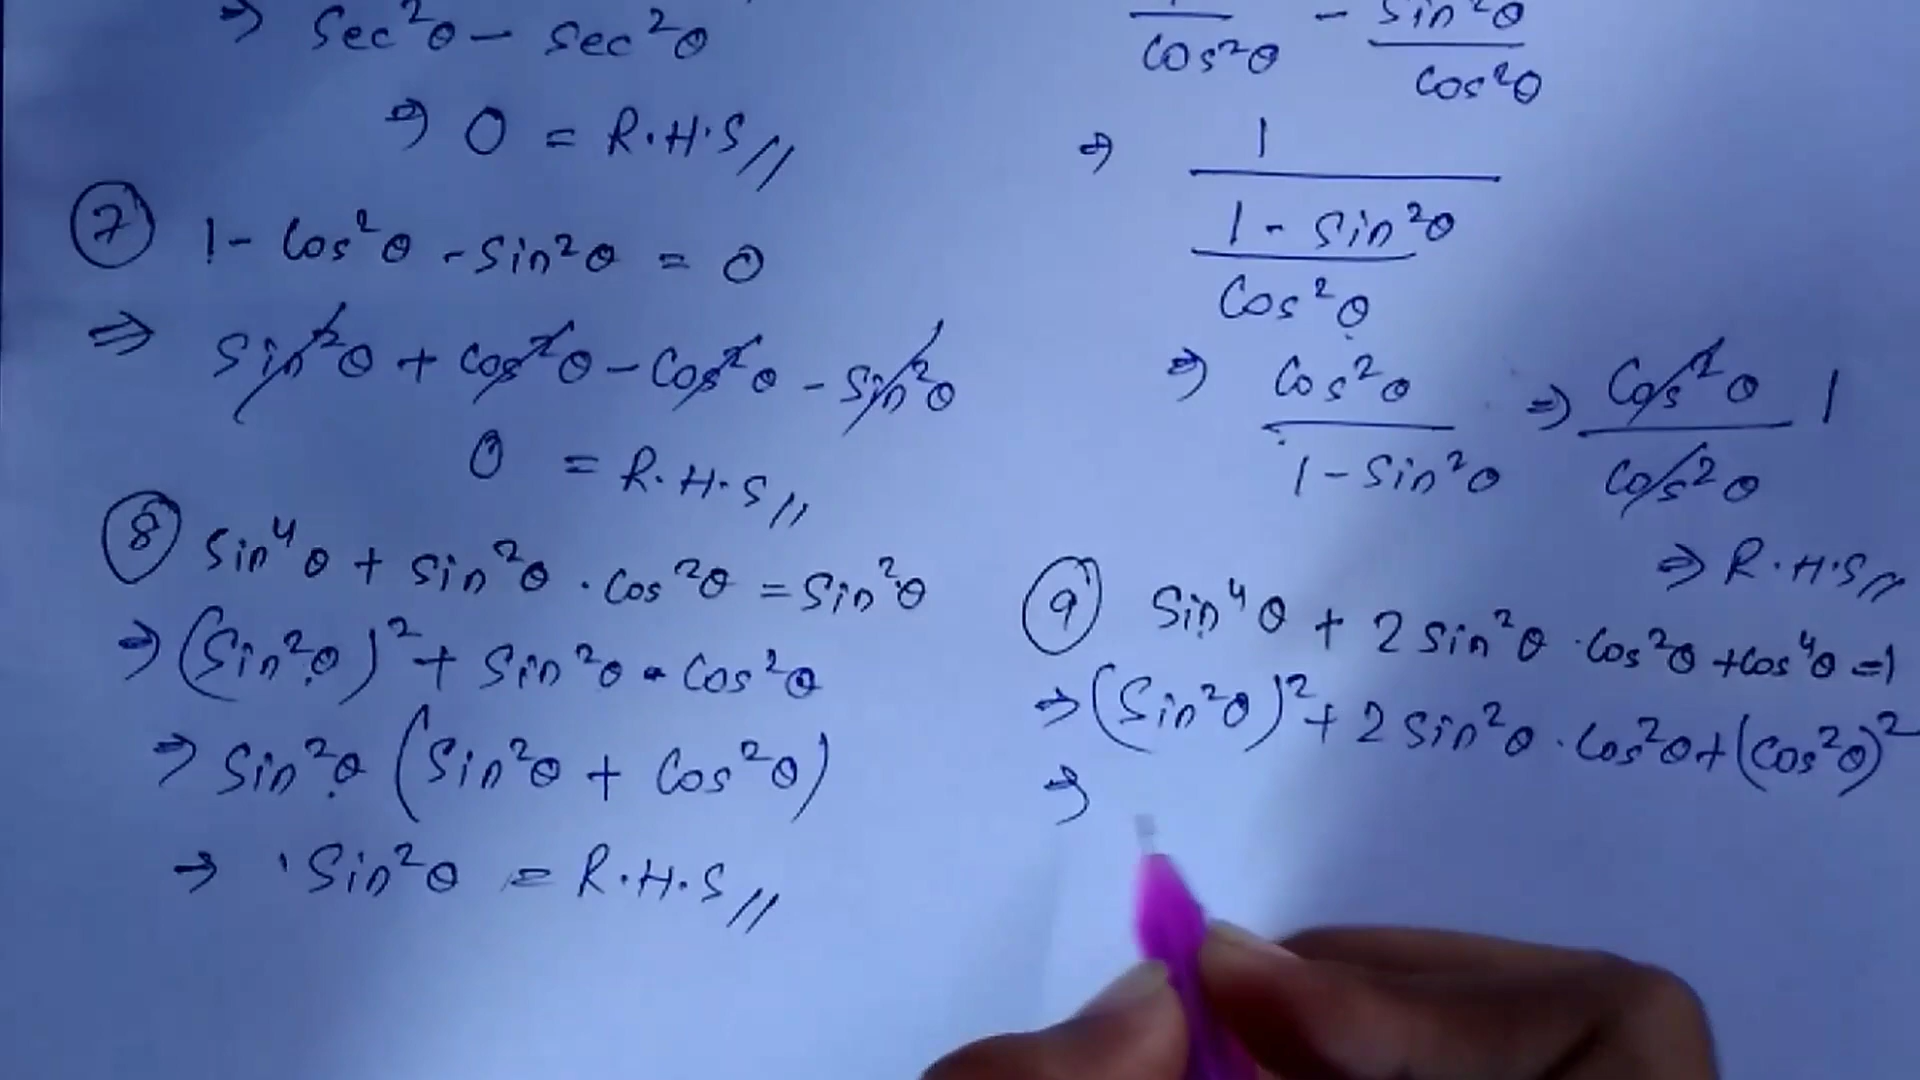 ⇒ Sec²θ - Sec²θ
⇒ 0 = R.H.S //
⑦ 1 - Cos²θ - Sin²θ = 0
⇒ Sin²θ + Cos²θ - Cos²θ - Sin²θ
0 = R.H.S //
⑧ Sin⁴θ + Sin²θ . Cos²θ = Sin²θ
⇒ (Sin²θ)² + Sin²θ . Cos²θ
⇒ Sin²θ (Sin²θ + Cos²θ)
→ Sin²θ = R.H.S //
- Sin²θ
Cos²θ Cos²θ
⇒ 1
1 - Sin²θ
Cos²θ
⇒ Cos²θ ⇒ Cos²θ 1
1 - Sin²θ Cos²θ
⇒ R.H.S //
⑨ Sin⁴θ + 2 Sin²θ . Cos²θ + Cos⁴θ = 1
⇒ (Sin²θ)² + 2 Sin²θ . Cos²θ + (Cos²θ)²
⇒